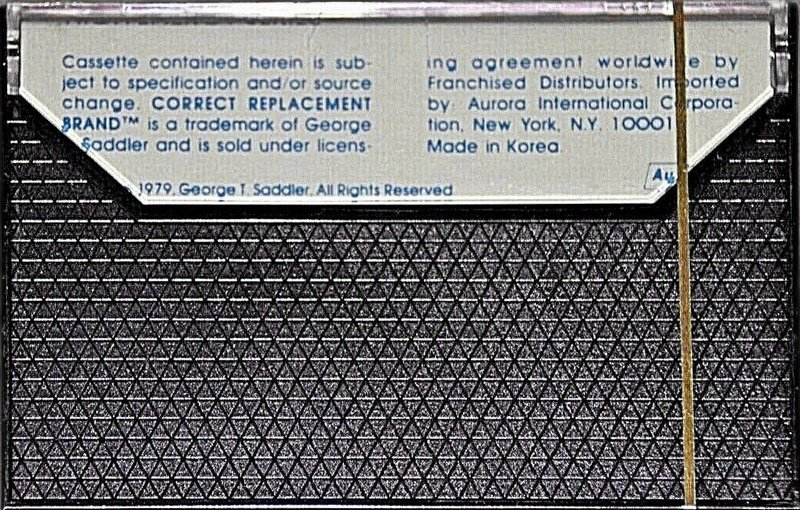 Cassette contained herein is sub-
ject to specification and/or source
change. CORRECT REPLACEMENT
BRAND™ is a trademark of George
Saddler and is sold under licens-
ing agreement worldwide by
Franchised Distributors. Imported
by Aurora International Corpora-
tion, New York, N.Y. 10001
Made in Korea.
1979, George T. Saddler, All Rights Reserved
Au